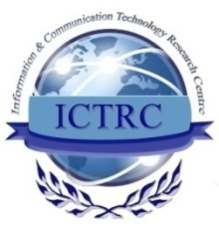 Information & Communication Technology Research Centre
ICTRC